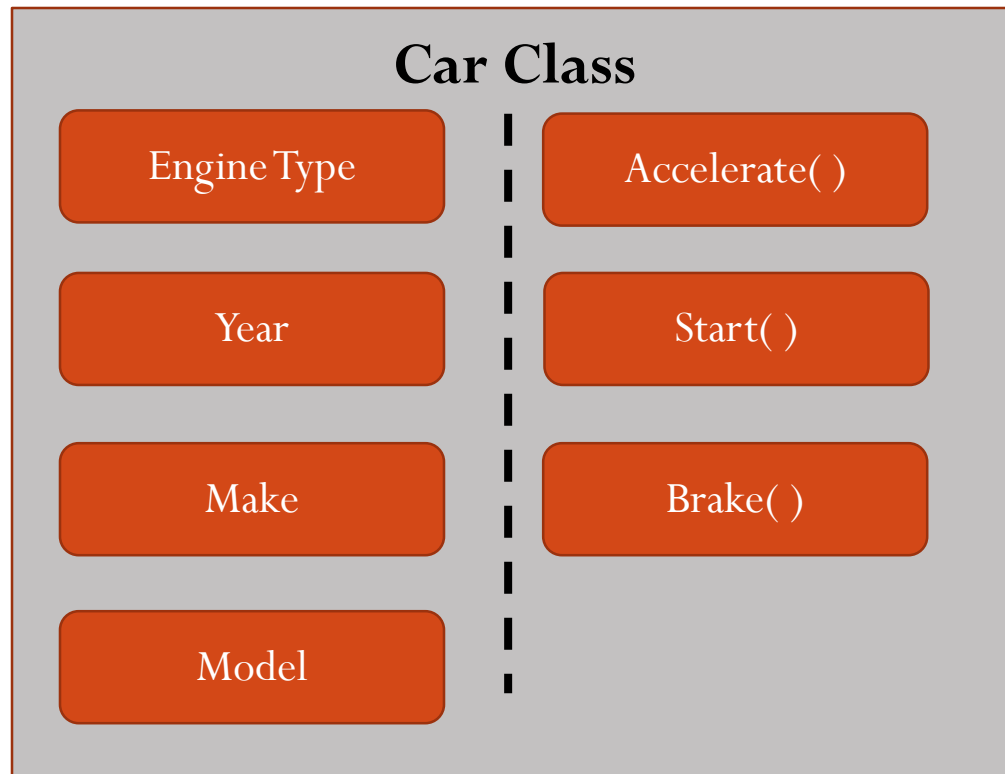 Car Class
Engine Type
Accelerate( )
Year
Start( )
Make
Brake( )
Model